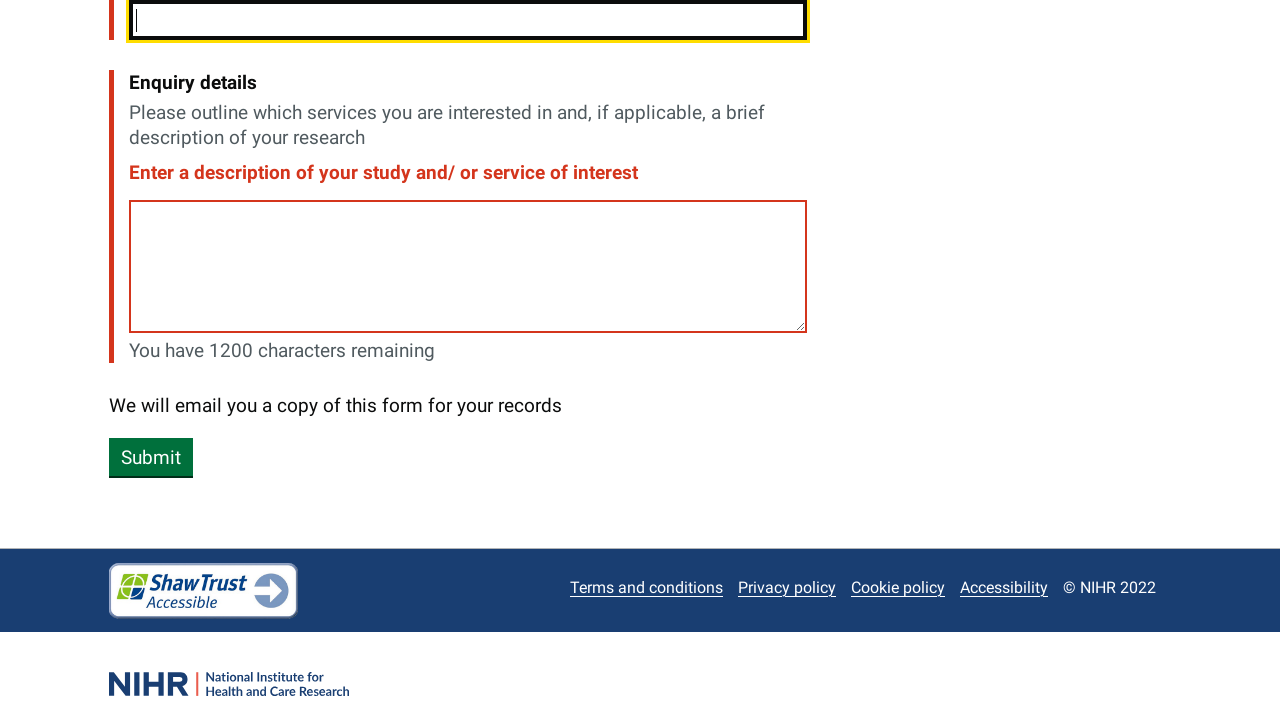 Enquiry details
Please outline which services you are interested in and, if applicable, a brief
description of your research
Enter a description of your study and/ or service of interest
You have 1200 characters remaining
We will email you a copy of this form for your records
Submit
ShawTrust
Accessible
Terms and conditions Privacy policy Cookie policy Accessibility © NIHR 2022
NIHR National Institute for
Health and Care Research